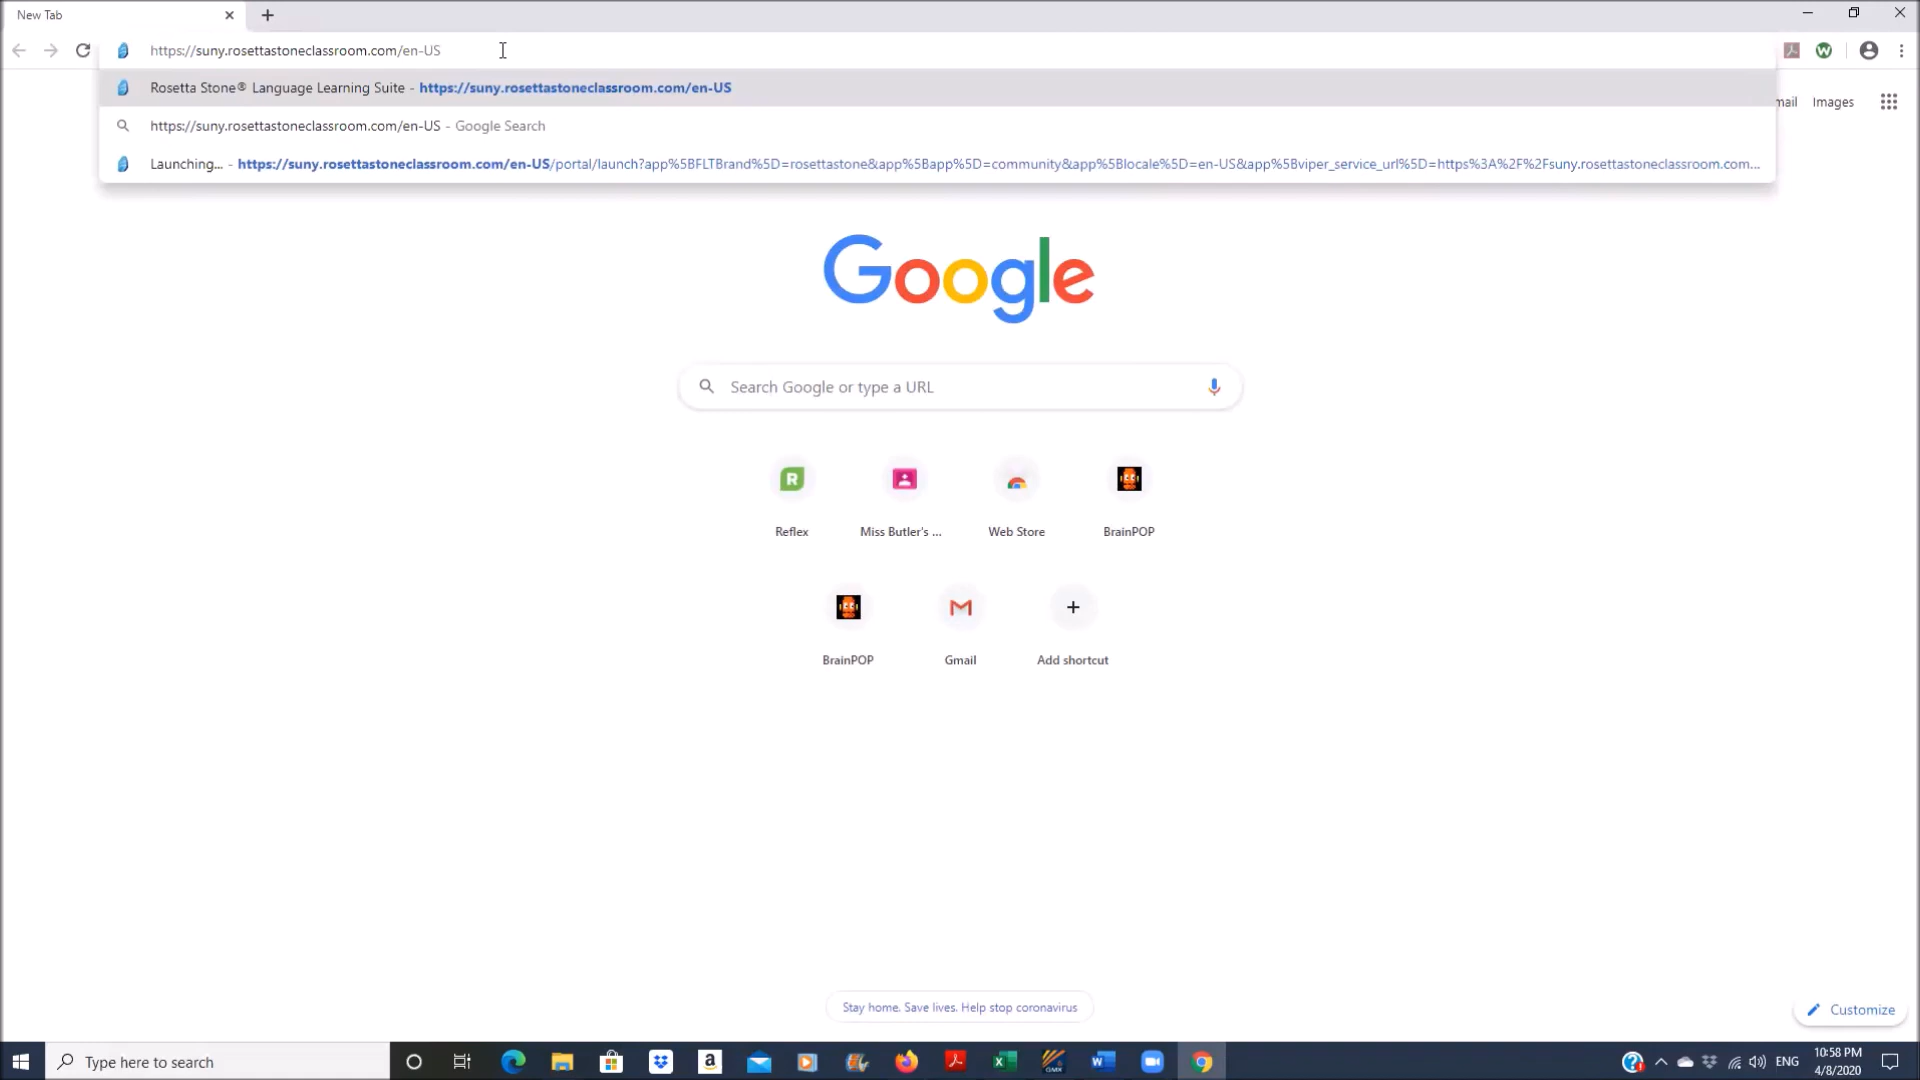 New Tab
https://suny.rosettastoneclassroom.com/en-US
Rosetta Stone® Language Learning Suite - https://suny.rosettastoneclassroom.com/en-US
https://suny.rosettastoneclassroom.com/en-US - Google Search
Launching... - https://suny.rosettastoneclassroom.com/en-US/portal/launch?app%5BFLTBrand%5D=rosettastone&app%5Bapp%5D=community&app%5Blocale%5D=en-US&app%5Bviper_service_url%5D=https%3A%2F%2Fsuny.rosettastoneclassroom.com...
mail Images
Google
Search Google or type a URL
R
Reflex Miss Butler's ... Web Store BrainPOP
BrainPOP Gmail Add shortcut
Stay home. Save lives. Help stop coronavirus
Customize
Type here to search
ENG
10:58 PM
4/8/2020